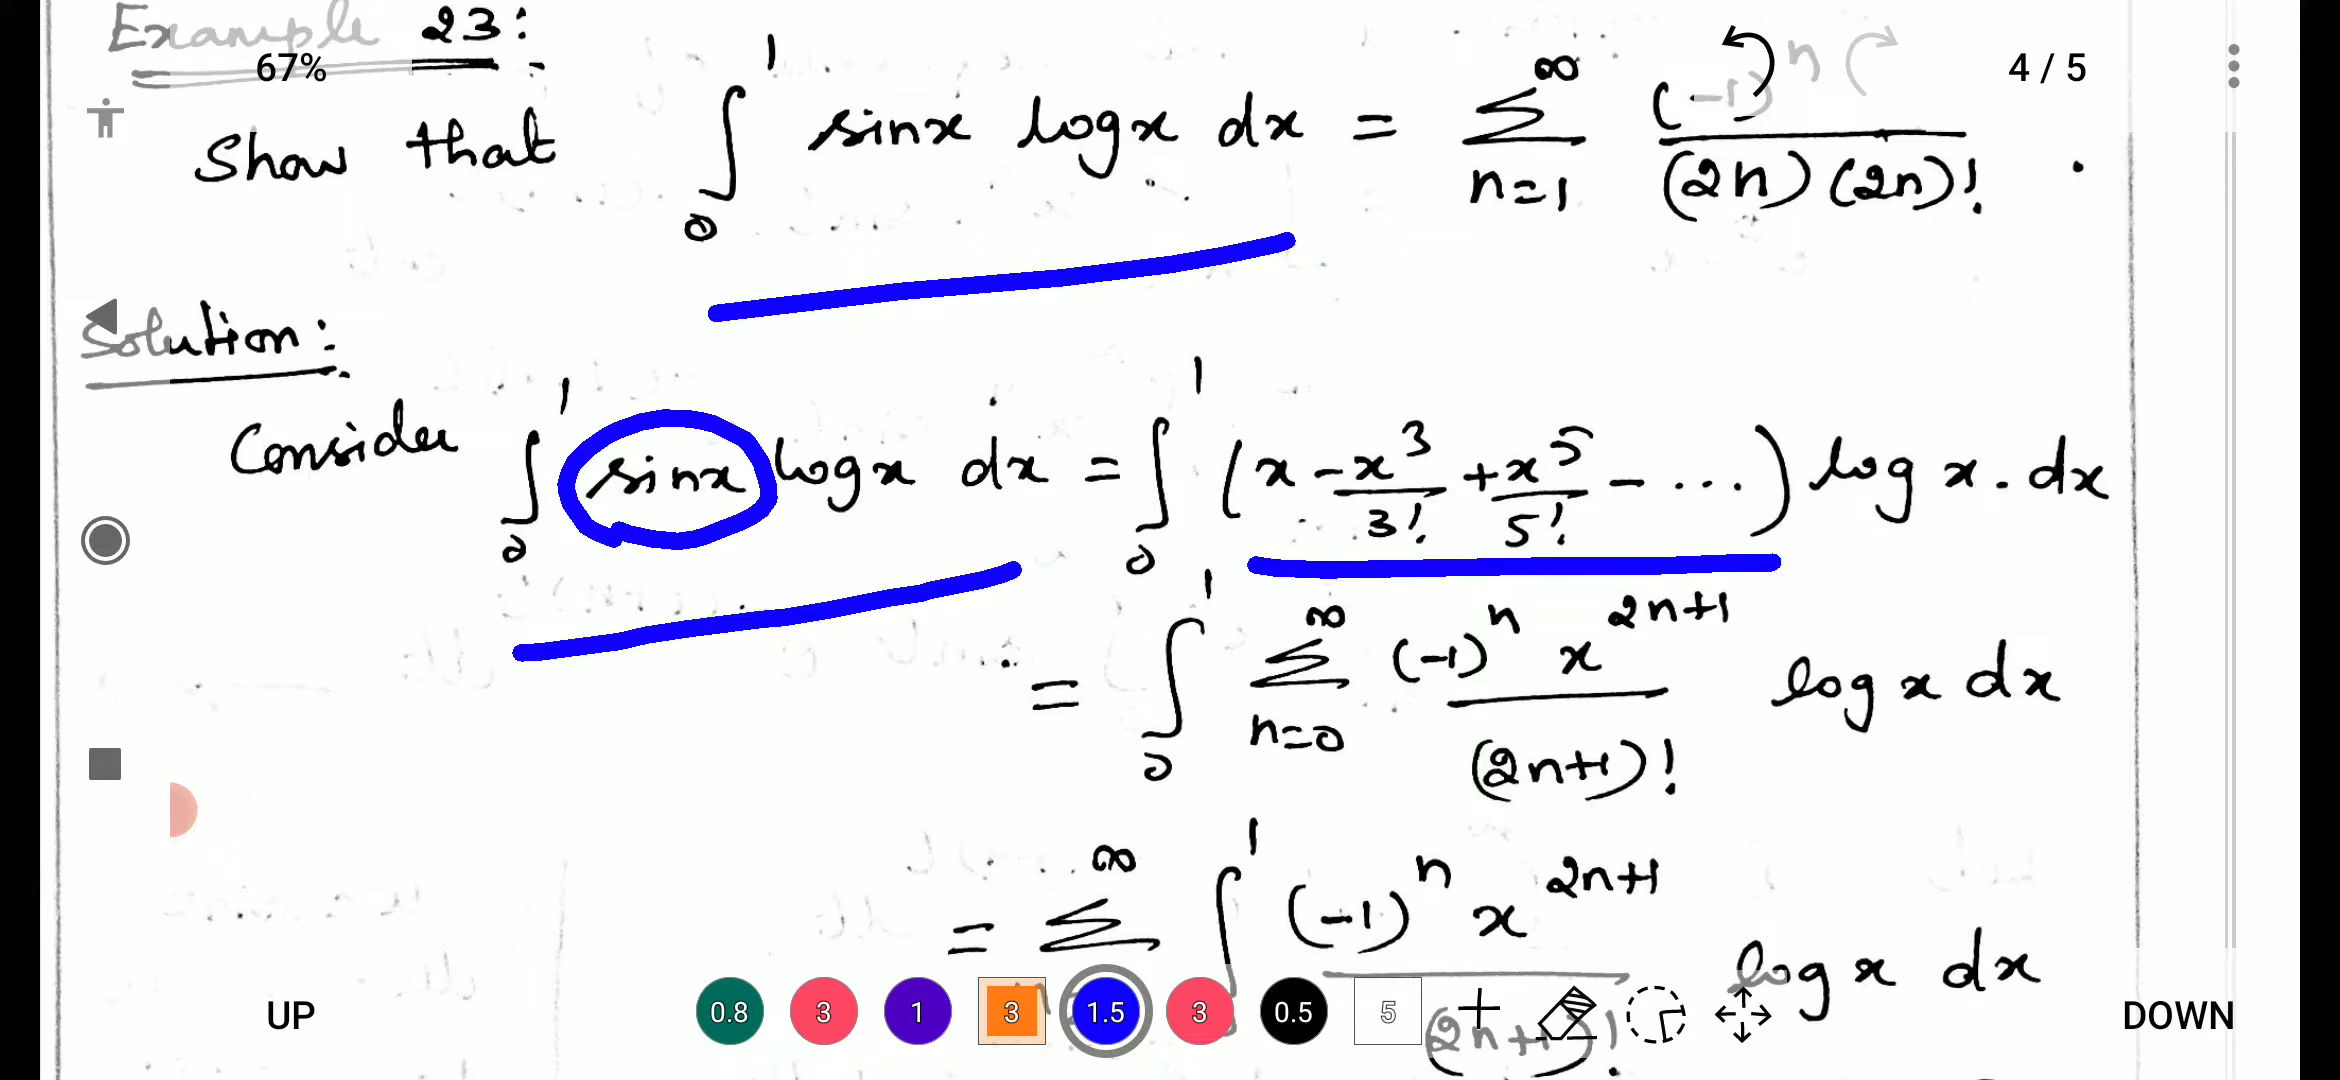 Example 23:
67%
4 / 5
Show that ∫₀¹ sinx logx dx = ∑_{n=1}^{∞} (-1)^n / (2n)(2n)! .
Solution:
Consider ∫₀¹ sinx logx dx = ∫₀¹ (x - x³/3! + x⁵/5! - ...) log x . dx
= ∫₀¹ ∑_{n=0}^{∞} (-1)^n x^{2n+1} / (2n+1)! log x dx
= ∑^{∞} ∫¹ (-1)^n x^{2n+1} / (2n+1)! log x dx
UP 0.8 3 1 3 1.5 3 0.5 5 DOWN